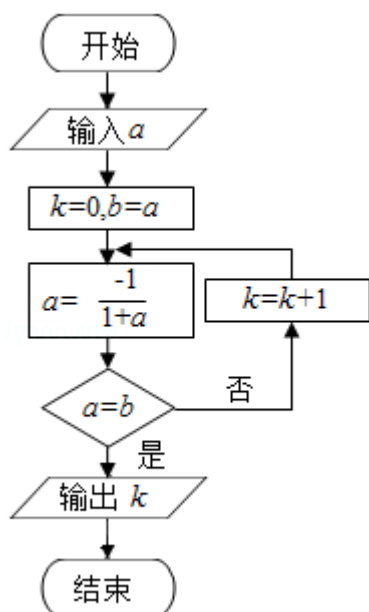 开始
输入a
k=0,b=a
a= -1/1+a
k=k+1
a=b
否
是
输出 k
结束